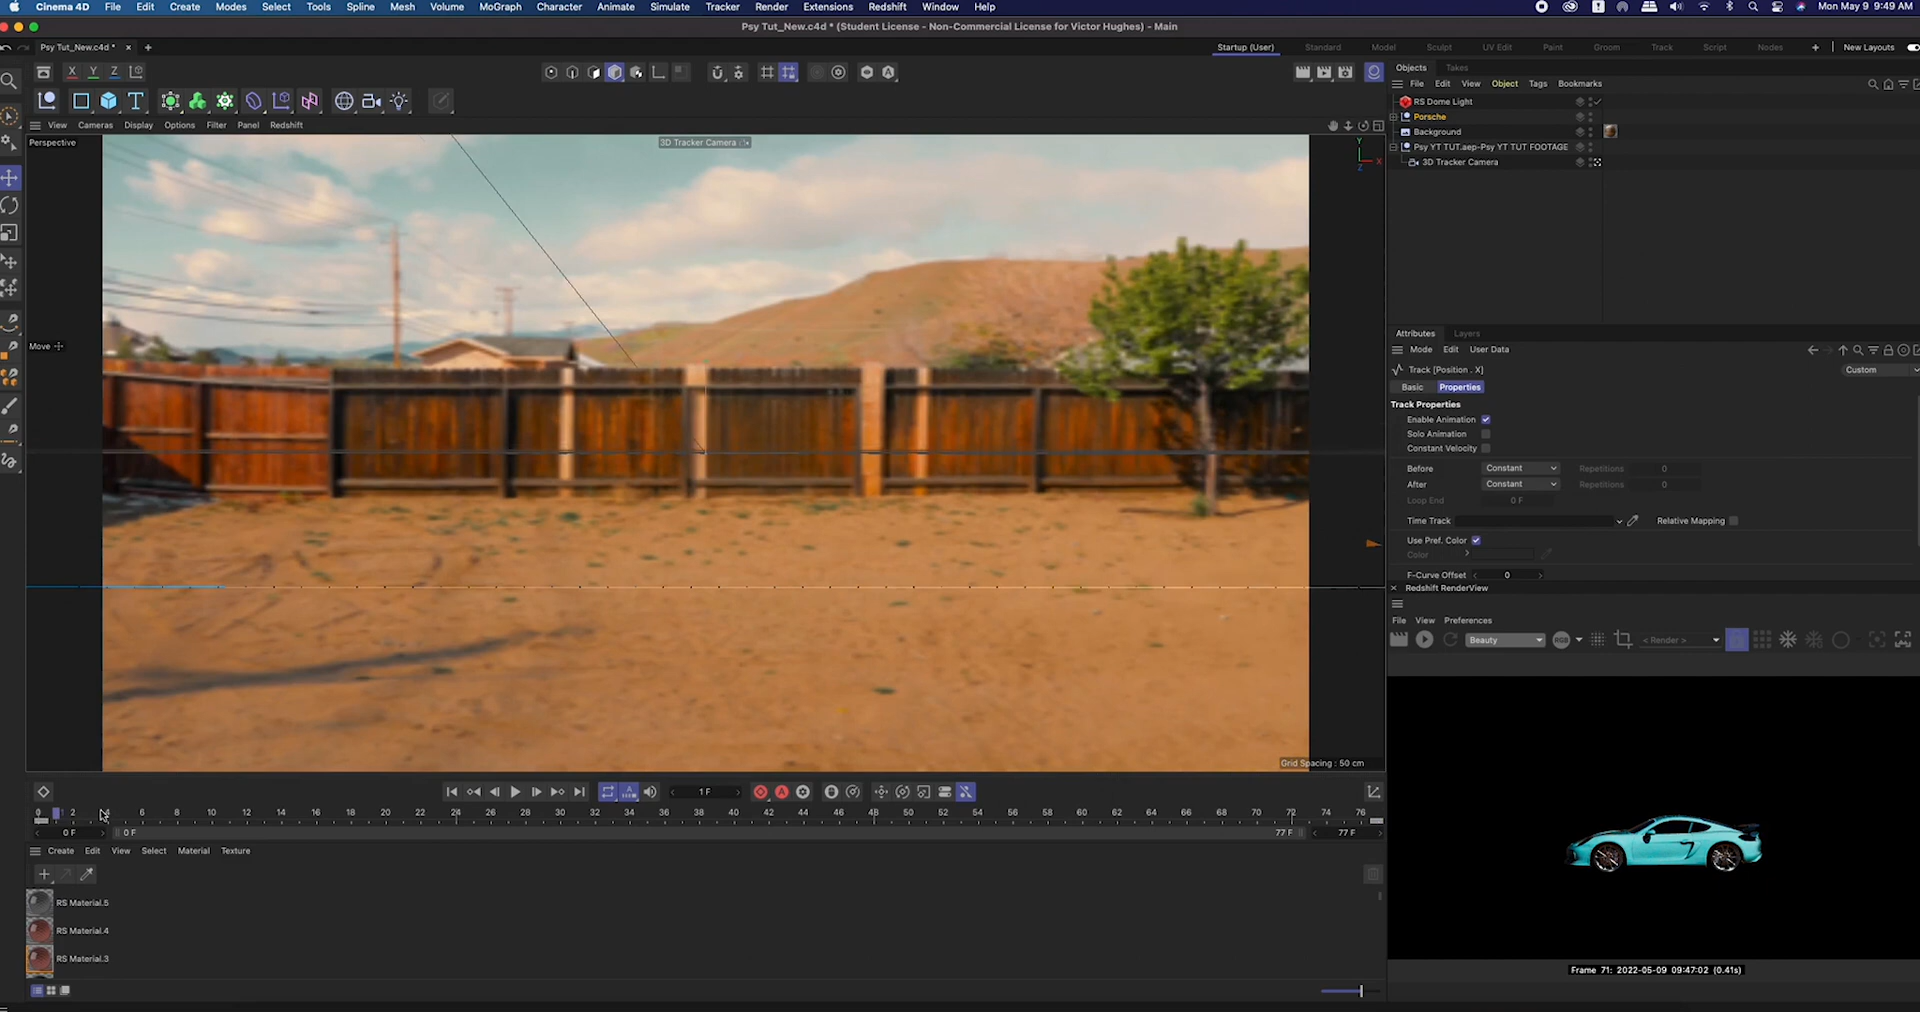 Cinema 4D File Edit Create Modes Select Tools Spline Mesh Volume MoGraph Character Animate Simulate Tracker Render Extensions Redshift Window Help Mon May 9 9:49 AM
Psy Tut_New.c4d * (Student License - Non-Commercial License for Victor Hughes) - Main
Psy Tut_New.c4d * × + Startup (User) Standard Model Sculpt UV Edit Paint Groom Track Script Nodes + New Layouts
Objects Takes
X Y Z
File Edit View Object Tags Bookmarks
RS Dome Light
Porsche
Background
Psy YT TUT.aep-Psy YT TUT FOOTAGE
3D Tracker Camera
View Cameras Display Options Filter Panel Redshift
Perspective
3D Tracker Camera
Y
X
Z
Move
Grid Spacing : 50 cm
Attributes Layers
Mode Edit User Data
Track [Position . X] Custom
Basic Properties
Track Properties
Enable Animation
Solo Animation
Constant Velocity
Before Constant Repetitions 0
After Constant Repetitions 0
Loop End 0 F
Time Track Relative Mapping
Use Pref. Color
Color
F-Curve Offset 0
Redshift RenderView
File View Preferences
Beauty RGB < Render >
Frame 71: 2022-05-09 09:47:02 (0.41s)
1 F
0 1 2 6 8 10 12 14 16 18 20 22 24 26 28 30 32 34 36 38 40 42 44 46 48 50 52 54 56 58 60 62 64 66 68 70 72 74 76
0 F 0 F 77 F 77 F
Create Edit View Select Material Texture
RS Material.5
RS Material.4
RS Material.3